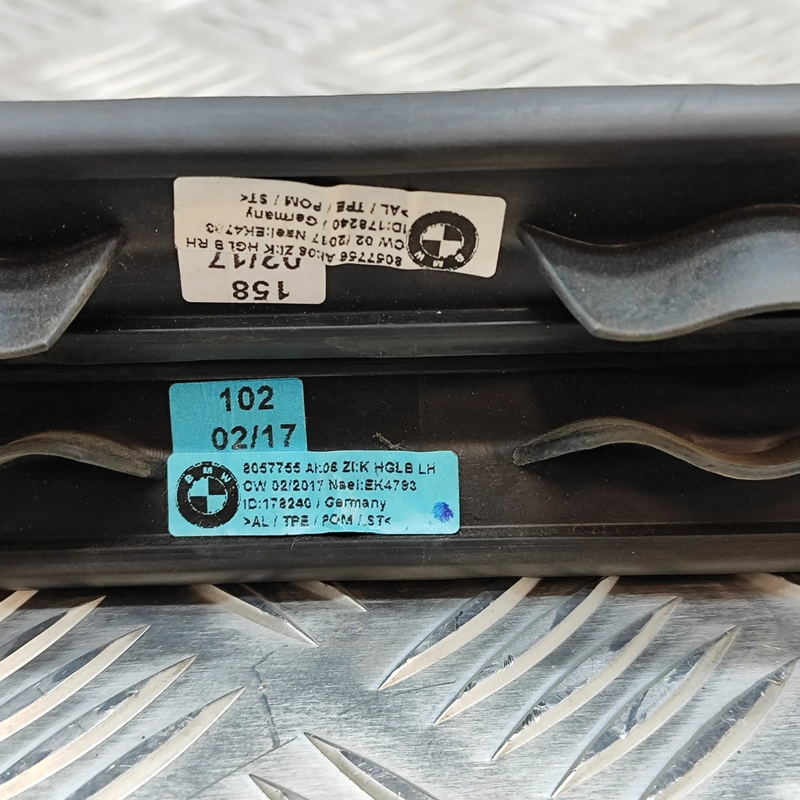 158
02/17
BMW
8057756 AI:06 ZI:K HGLB RH
CW 02/2017 Nael:EK4793
ID:178240 / Germany
>AL / TPE / POM / ST<
102
02/17
BMW
8057755 AI:06 ZI:K HGLB LH
CW 02/2017 Nael:EK4793
ID:178240 / Germany
>AL / TPE / POM / ST<